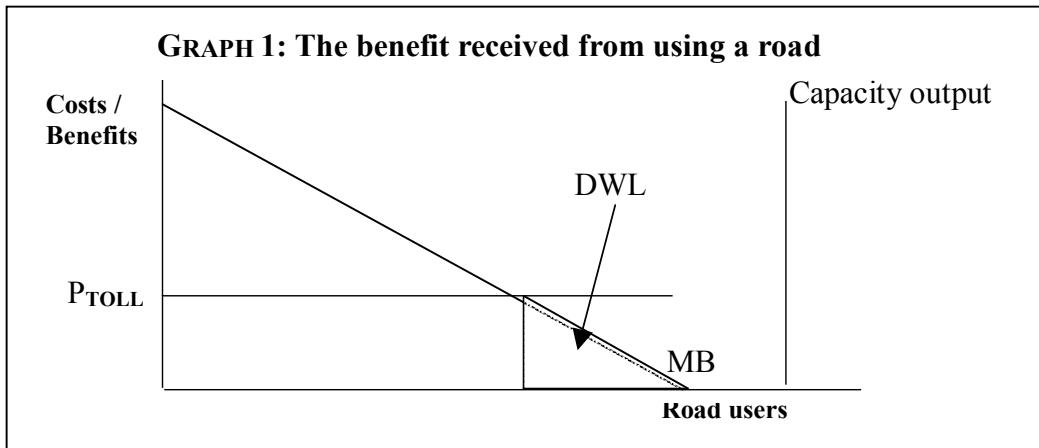 GRAPH 1: The benefit received from using a road
Costs /
Benefits
Capacity output
DWL
PTOLL
MB
Road users